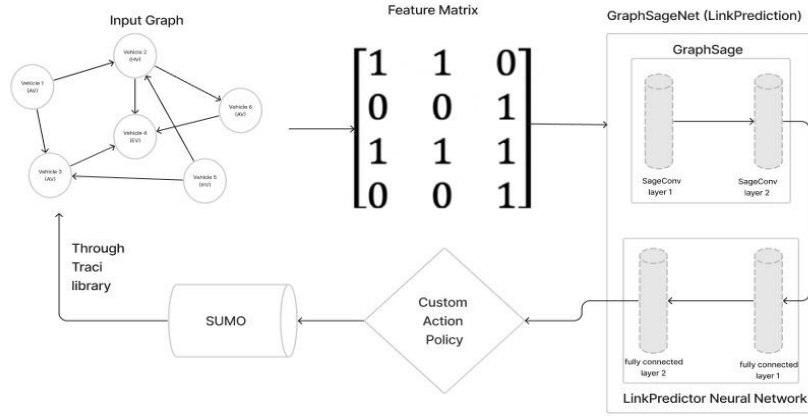 Input Graph
Feature Matrix
GraphSageNet (LinkPrediction)
Vehicle 1
(AV)
Vehicle 2
(HV)
Vehicle 6
(AV)
Vehicle 4
(EV)
Vehicle 3
(AV)
Vehicle 5
(HV)
1 1 0
0 0 1
1 1 1
0 0 1
GraphSage
SageConv
layer 1
SageConv
layer 2
Through
Traci
library
SUMO
Custom
Action
Policy
fully connected
layer 2
fully connected
layer 1
LinkPredictor Neural Network